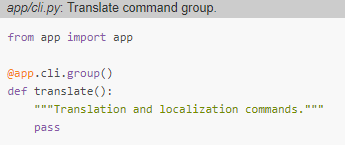 app/cli.py: Translate command group.
from app import app
@app.cli.group()
def translate():
    """Translation and localization commands."""
    pass